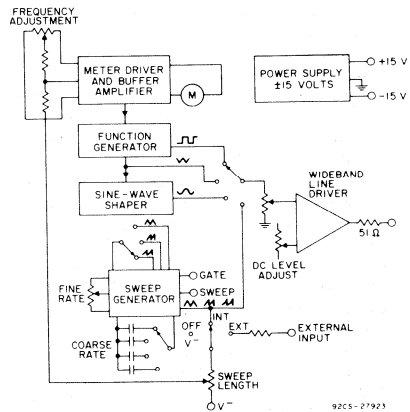 FREQUENCY
ADJUSTMENT
METER DRIVER
AND BUFFER
AMPLIFIER
M
POWER SUPPLY
±15 VOLTS
+15 V
-15 V
FUNCTION
GENERATOR
SINE-WAVE
SHAPER
WIDEBAND
LINE
DRIVER
51 Ω
DC LEVEL
ADJUST
FINE
RATE
SWEEP
GENERATOR
GATE
SWEEP
INT
OFF
V-
EXT
EXTERNAL
INPUT
COARSE
RATE
SWEEP
LENGTH
V-
92CS-27923